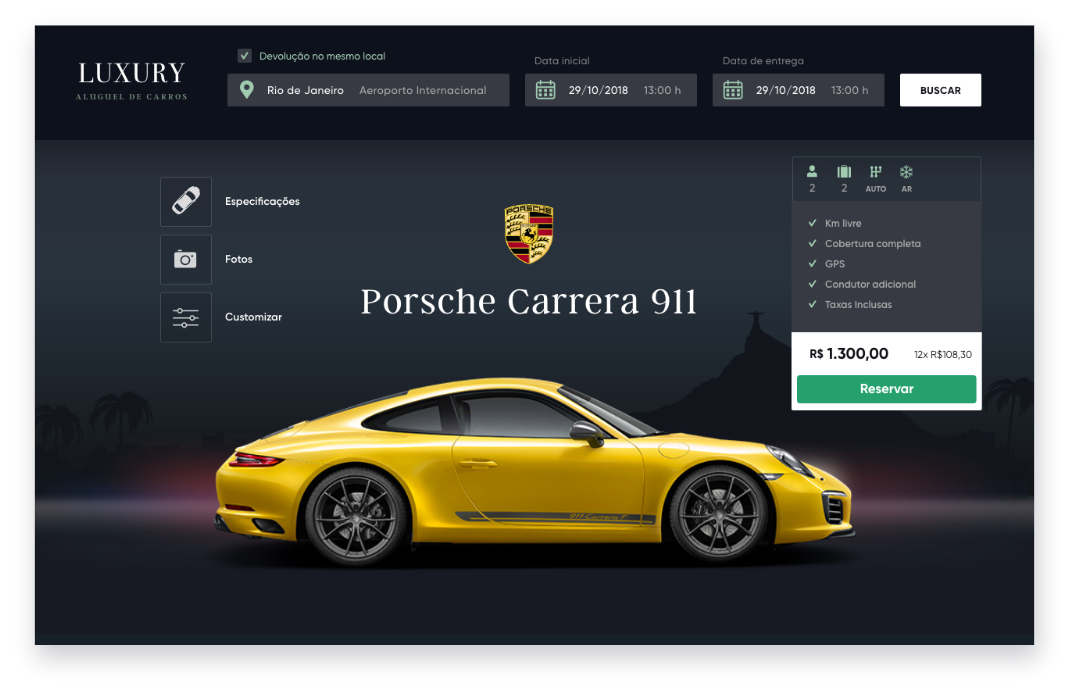 LUXURY
ALUGUEL DE CARROS
Devolução no mesmo local
Rio de Janeiro Aeroporto Internacional
Data inicial
29/10/2018 13:00 h
Data de entrega
29/10/2018 13:00 h
BUSCAR
Especificações
Fotos
Customizar
PORSCHE
Porsche Carrera 911
2 2 AUTO AR
Km livre
Cobertura completa
GPS
Condutor adicional
Taxas Inclusas
R$ 1.300,00 12x R$108,30
Reservar
911 Carrera T